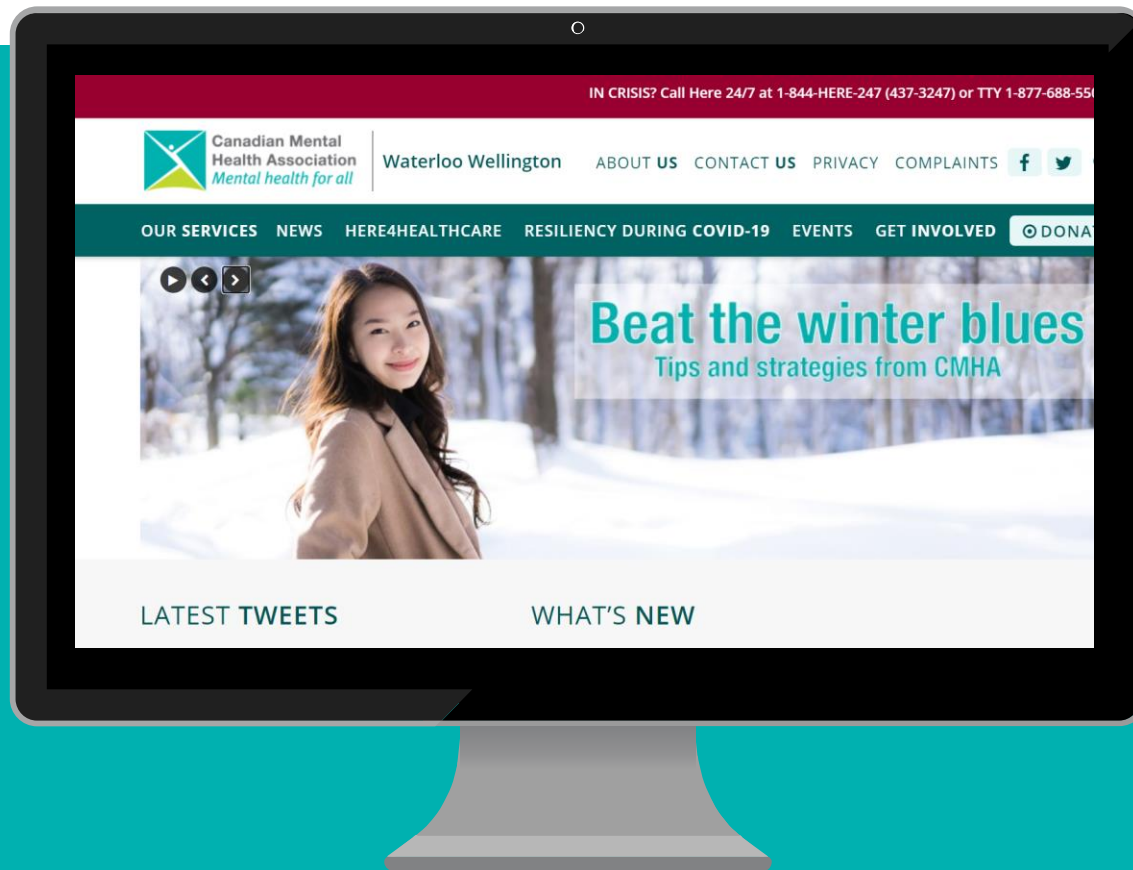 IN CRISIS? Call Here 24/7 at 1-844-HERE-247 (437-3247) or TTY 1-877-688-550
Canadian Mental
Health Association
Mental health for all
Waterloo Wellington
ABOUT US CONTACT US PRIVACY COMPLAINTS
OUR SERVICES NEWS HERE4HEALTHCARE RESILIENCY DURING COVID-19 EVENTS GET INVOLVED DONAT
Beat the winter blues
Tips and strategies from CMHA
LATEST TWEETS
WHAT'S NEW